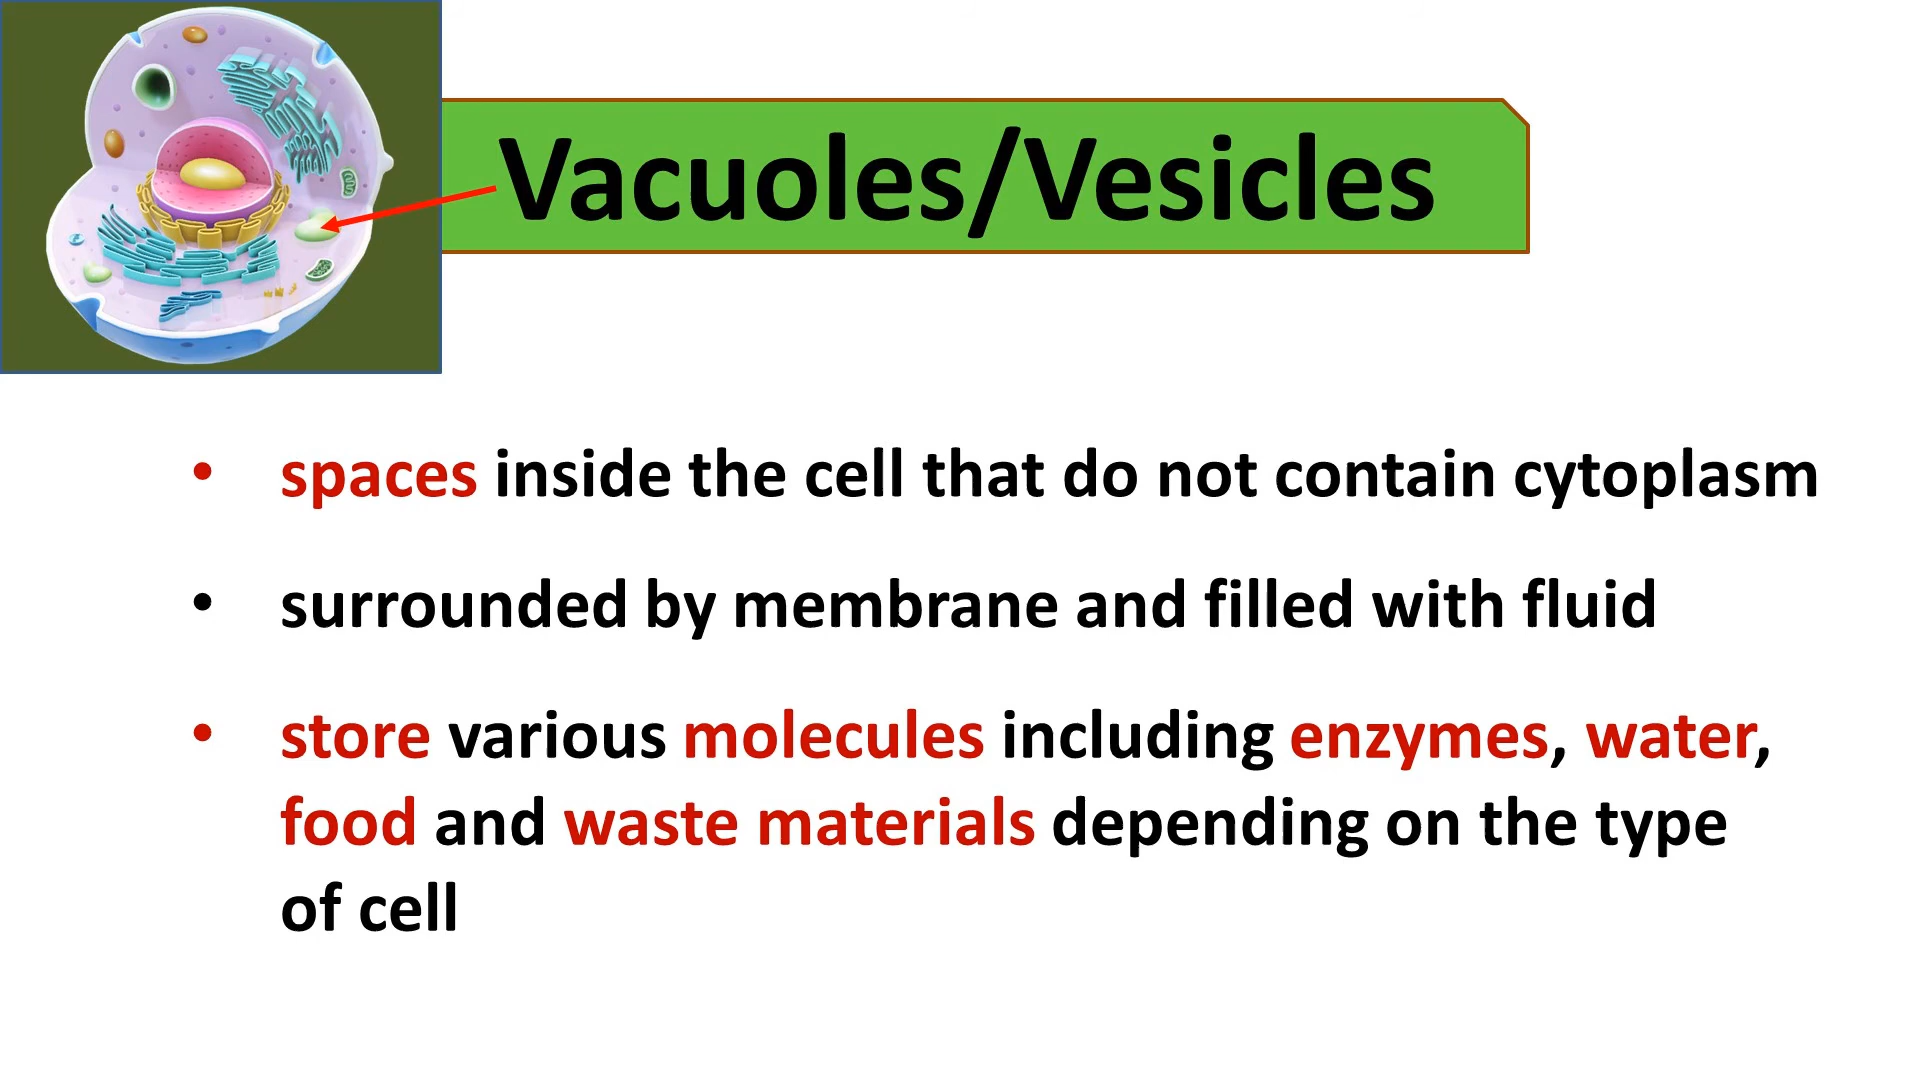 Vacuoles/Vesicles
• spaces inside the cell that do not contain cytoplasm
• surrounded by membrane and filled with fluid
• store various molecules including enzymes, water,
food and waste materials depending on the type
of cell